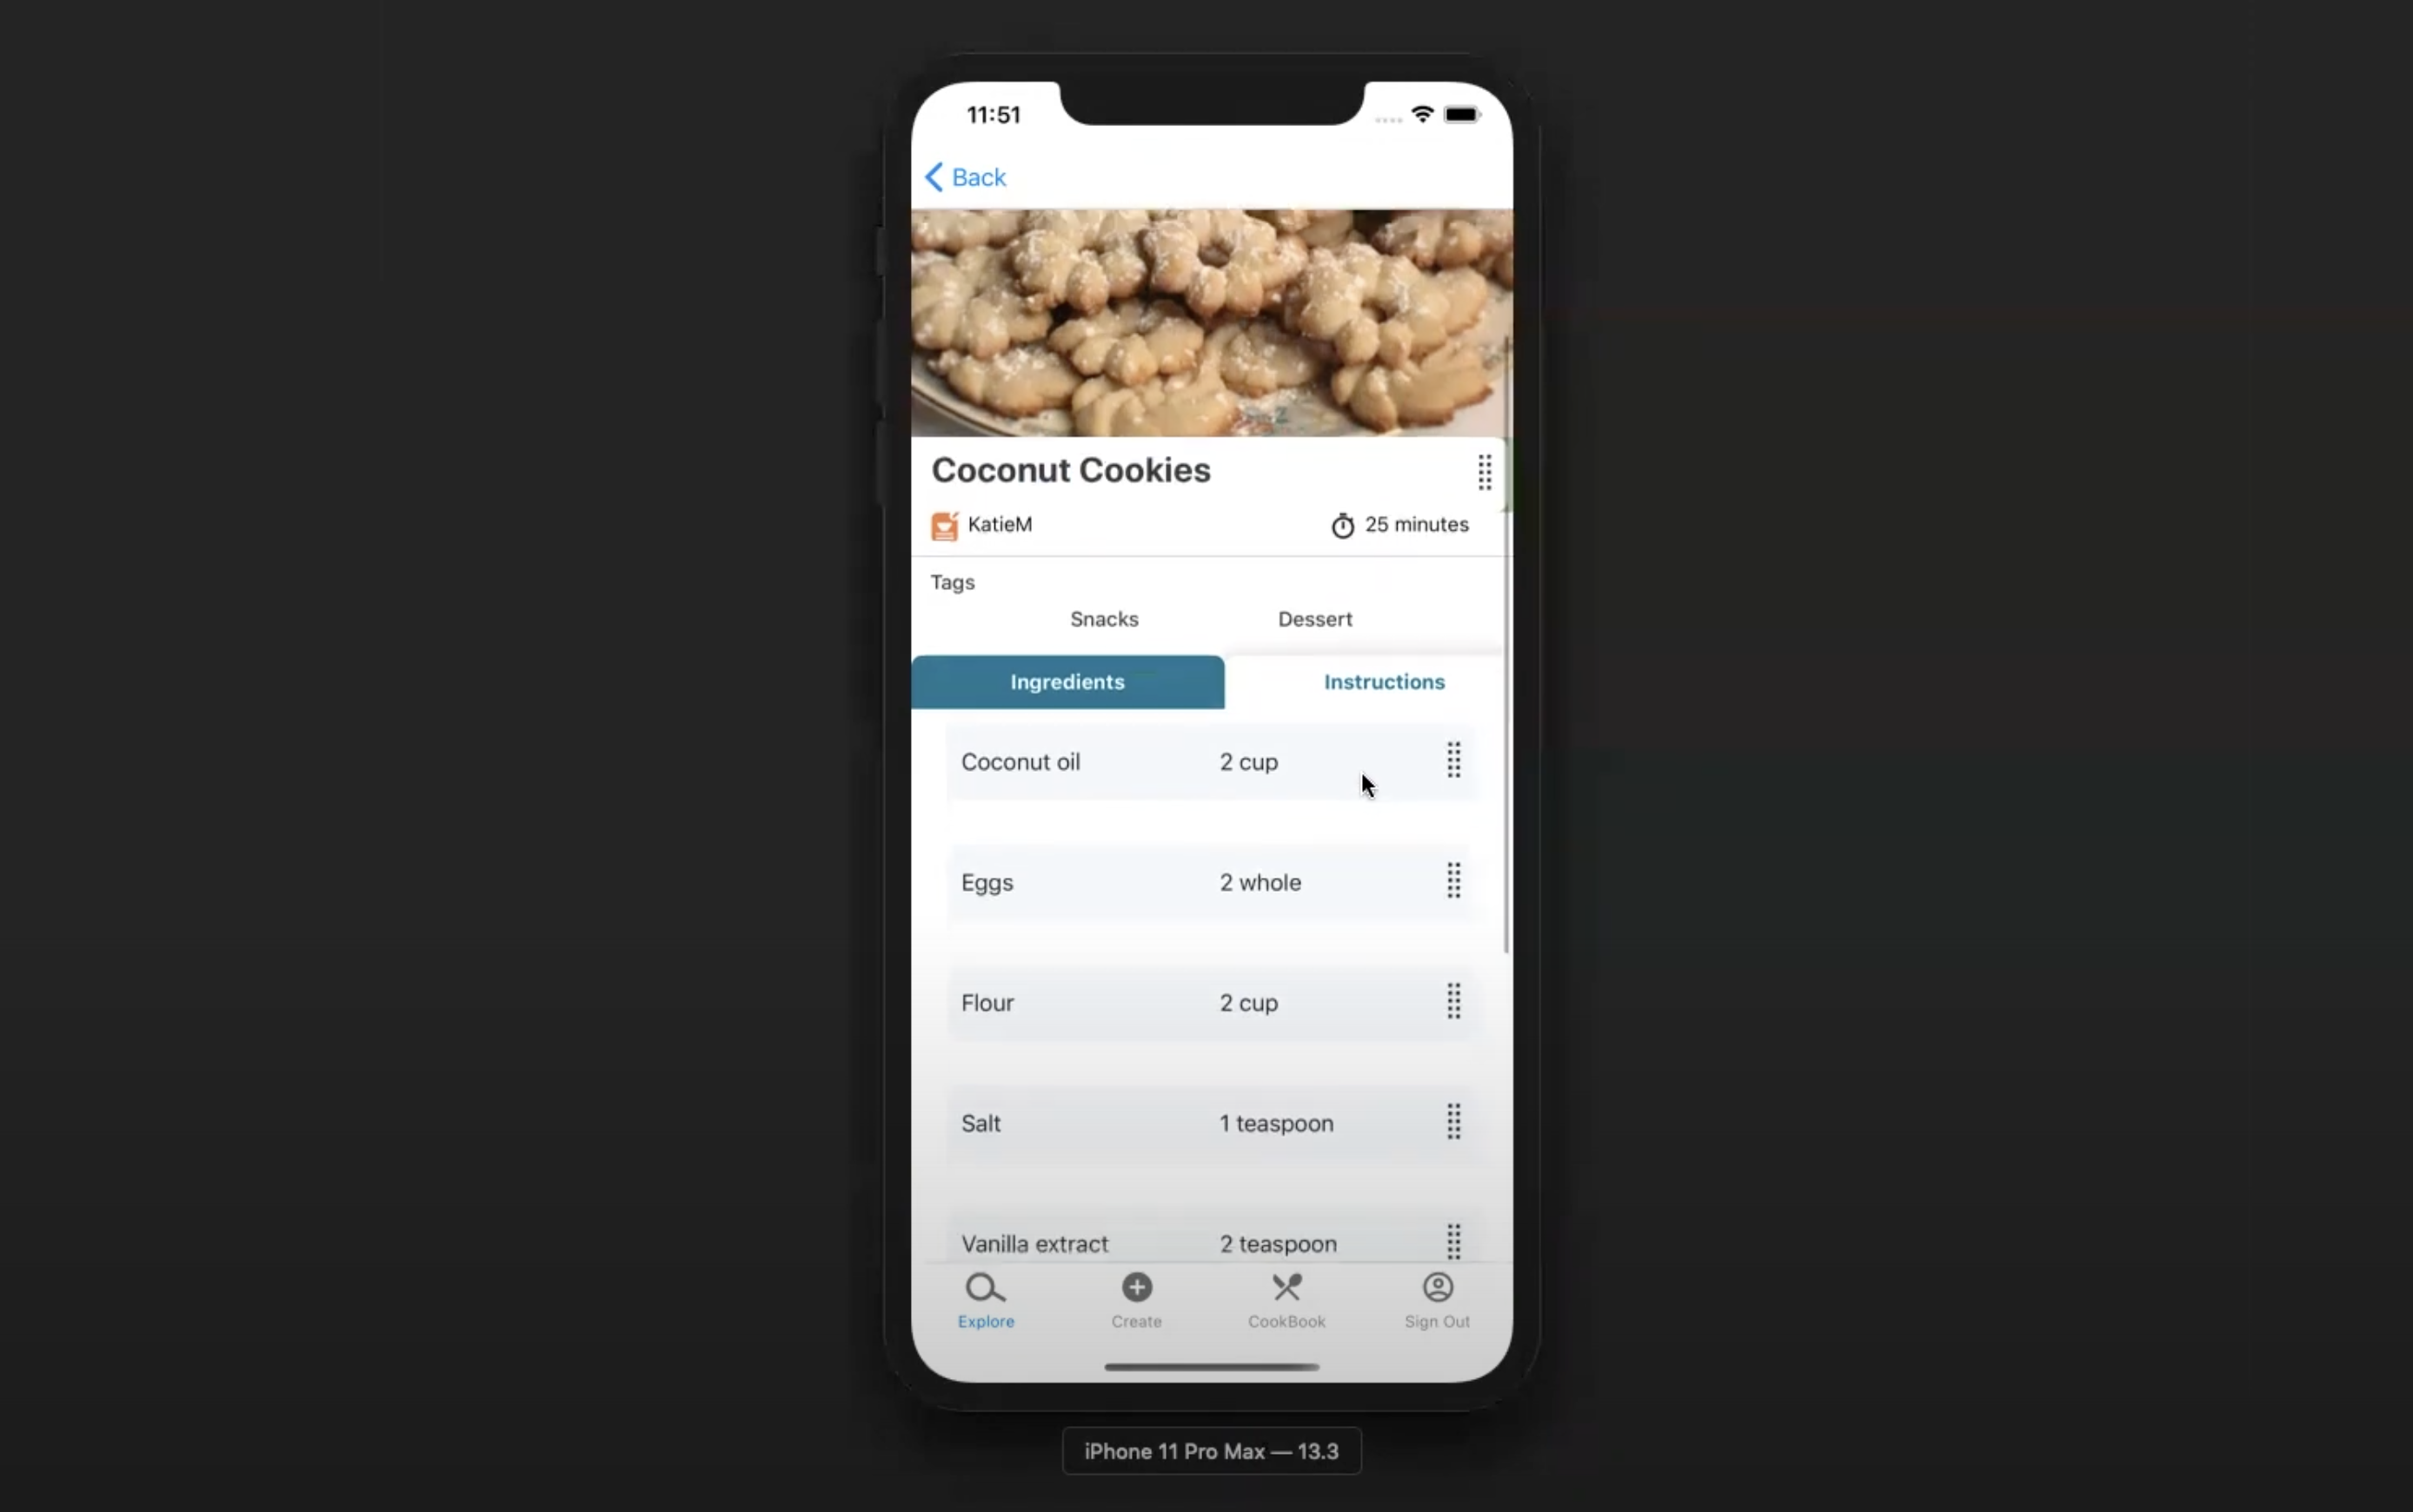 11:51
Back
Coconut Cookies
KatieM
25 minutes
Tags
Snacks Dessert
Ingredients Instructions
Coconut oil 2 cup
Eggs 2 whole
Flour 2 cup
Salt 1 teaspoon
Vanilla extract 2 teaspoon
Explore Create CookBook Sign Out
iPhone 11 Pro Max — 13.3